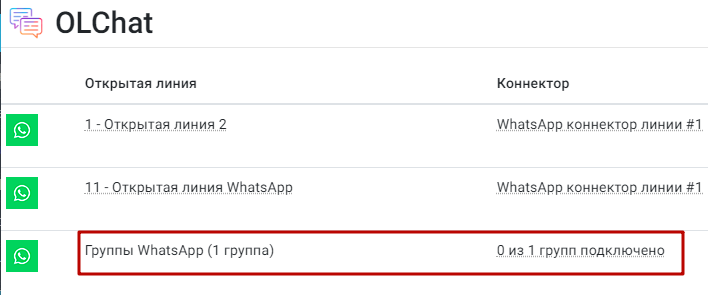 OLChat
Открытая линия Коннектор
1 - Открытая линия 2 WhatsApp коннектор линии #1
11 - Открытая линия WhatsApp WhatsApp коннектор линии #1
Группы WhatsApp (1 группа) 0 из 1 групп подключено